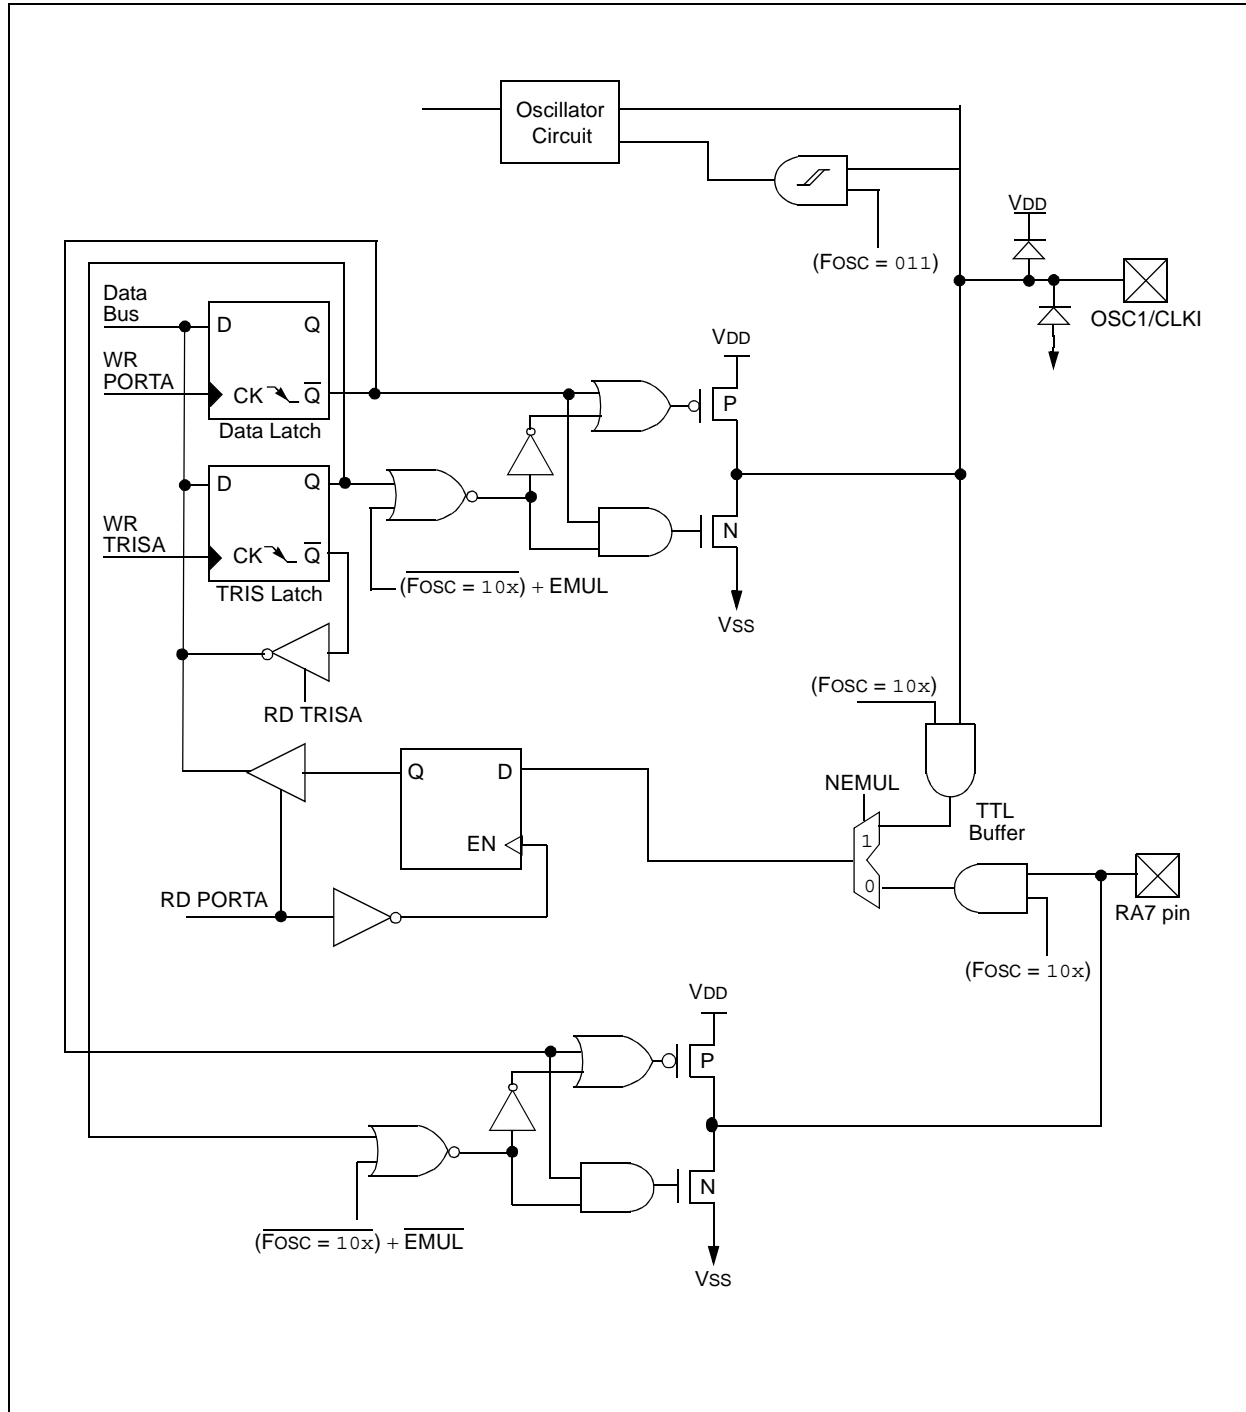 Oscillator
Circuit
VDD
(FOSC = 011)
OSC1/CLKI
Data
Bus
D
Q
WR
PORTA
CK
Q
Data Latch
VDD
P
D
Q
WR
TRISA
CK
Q
TRIS Latch
N
(FOSC = 10x) + EMUL
VSS
RD TRISA
(FOSC = 10x)
Q
D
EN
NEMUL
1
0
TTL
Buffer
RD PORTA
RA7 pin
(FOSC = 10x)
VDD
P
N
(FOSC = 10x) + EMUL
VSS